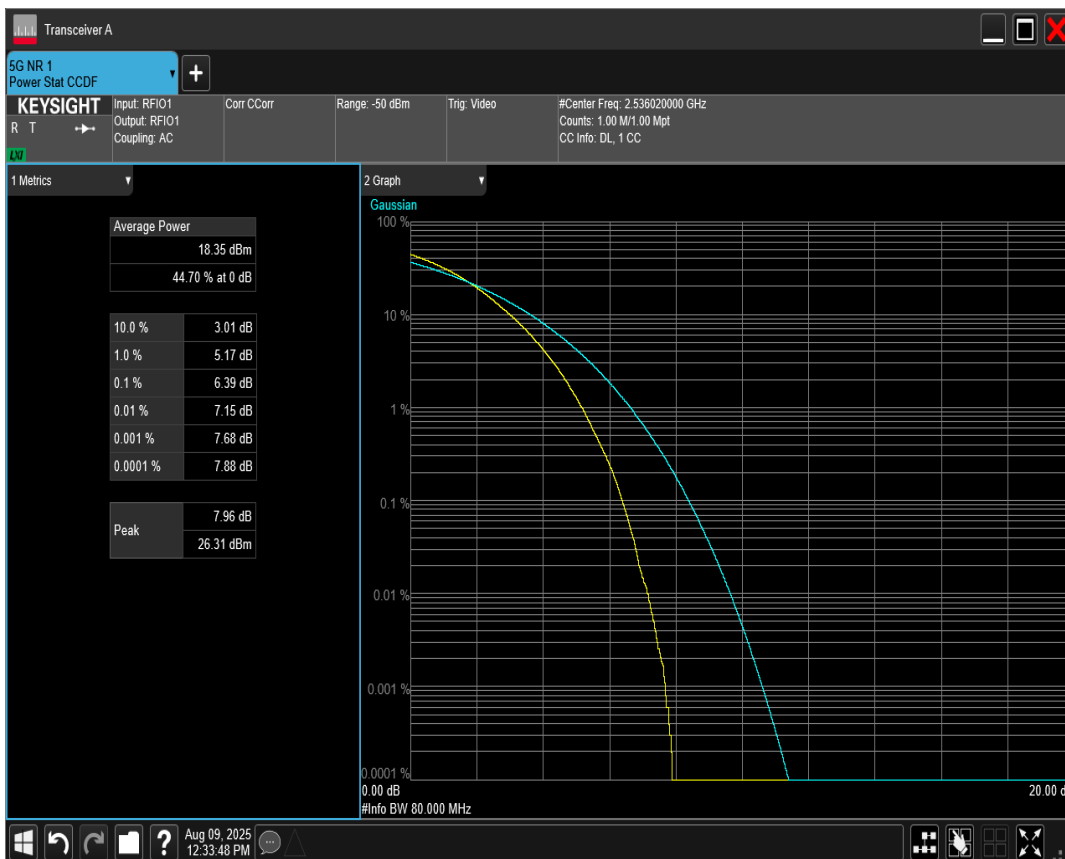 Transceiver A
5G NR 1
Power Stat CCDF
+
KEYSIGHT
R T
LXI
Input: RFIO1
Output: RFIO1
Coupling: AC
Corr CCorr
Range: -50 dBm
Trig: Video
#Center Freq: 2.536020000 GHz
Counts: 1.00 M/1.00 Mpt
CC Info: DL, 1 CC
1 Metrics
Average Power
18.35 dBm
44.70 % at 0 dB
10.0 % 3.01 dB
1.0 % 5.17 dB
0.1 % 6.39 dB
0.01 % 7.15 dB
0.001 % 7.68 dB
0.0001 % 7.88 dB
Peak
7.96 dB
26.31 dBm
2 Graph
Gaussian
100 %
10 %
1 %
0.1 %
0.01 %
0.001 %
0.0001 %
0.00 dB 20.00 d
#Info BW 80.000 MHz
?
Aug 09, 2025
12:33:48 PM